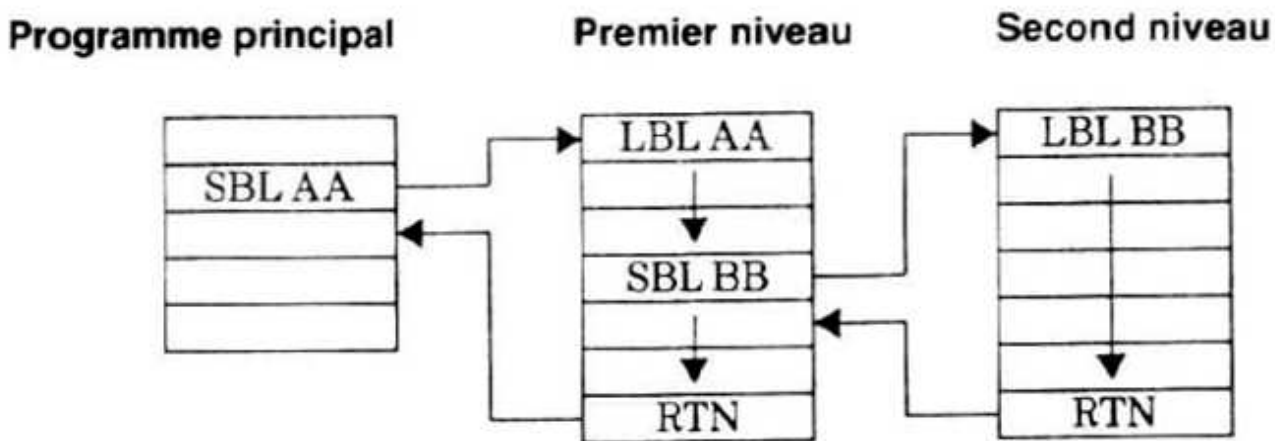 Programme principal
Premier niveau
Second niveau
SBL AA
LBL AA
SBL BB
RTN
LBL BB
RTN